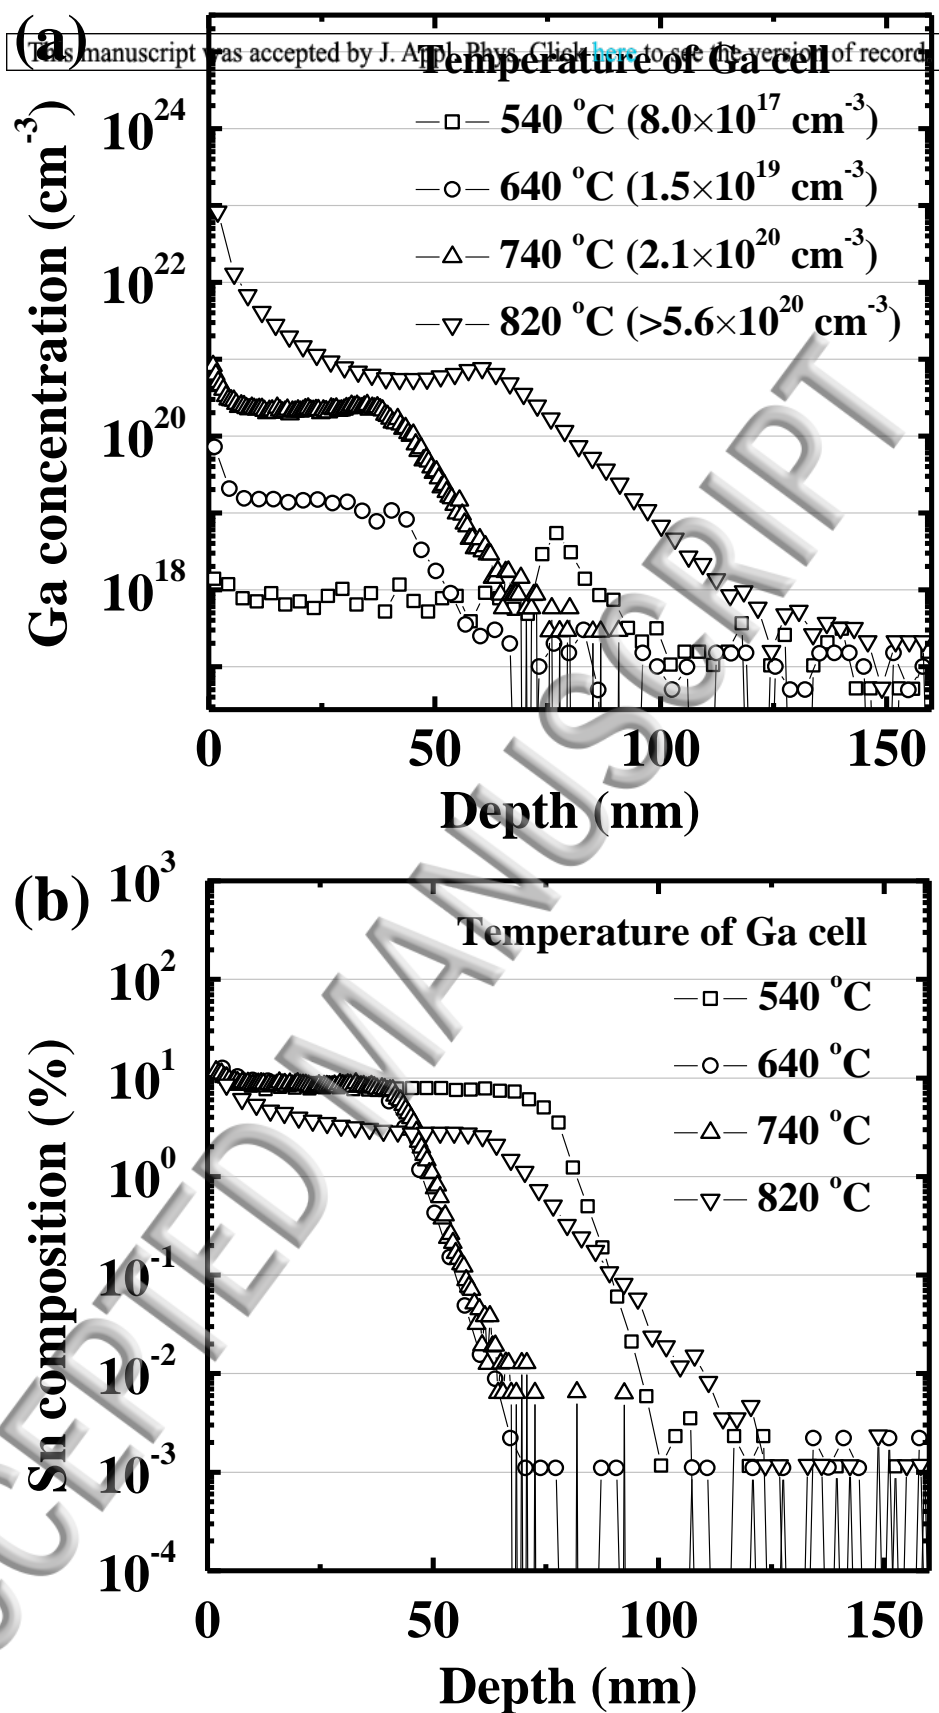 (a)
This manuscript was accepted by J. Appl. Phys. Click here to see the version of record.
Temperature of Ga cell
540 °C (8.0×10^17 cm^-3)
640 °C (1.5×10^19 cm^-3)
740 °C (2.1×10^20 cm^-3)
820 °C (>5.6×10^20 cm^-3)
Ga concentration (cm^-3)
10^24
10^22
10^20
10^18
0 50 100 150
Depth (nm)
(b)
Temperature of Ga cell
540 °C
640 °C
740 °C
820 °C
Sn composition (%)
10^3
10^2
10^1
10^0
10^-1
10^-2
10^-3
10^-4
0 50 100 150
Depth (nm)
CCEPTED MANUSCRIPT